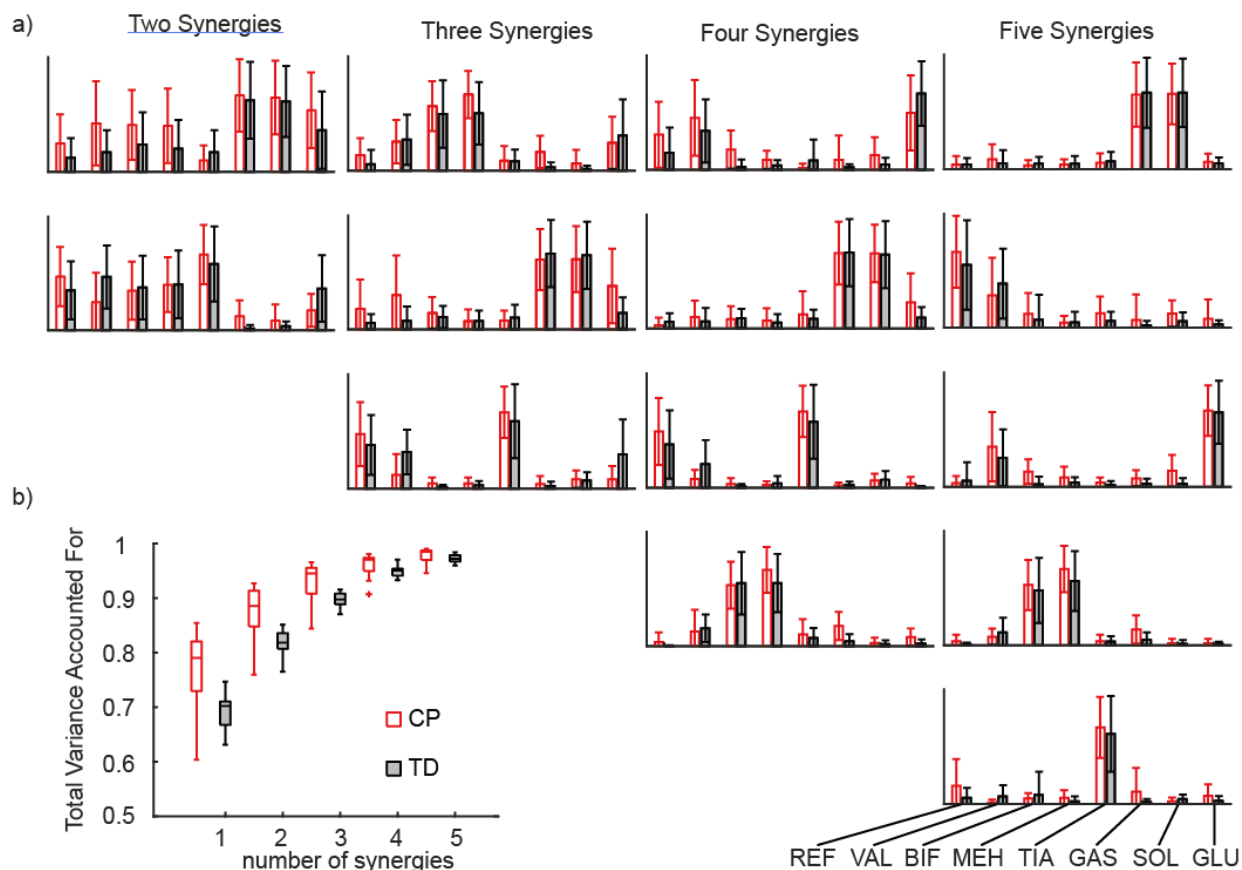 a)
Two Synergies
Three Synergies
Four Synergies
Five Synergies
b)
Total Variance Accounted For
1
0.9
0.8
0.7
0.6
0.5
CP
TD
1 2 3 4 5
number of synergies
REF VAL BIF MEH TIA GAS SOL GLU